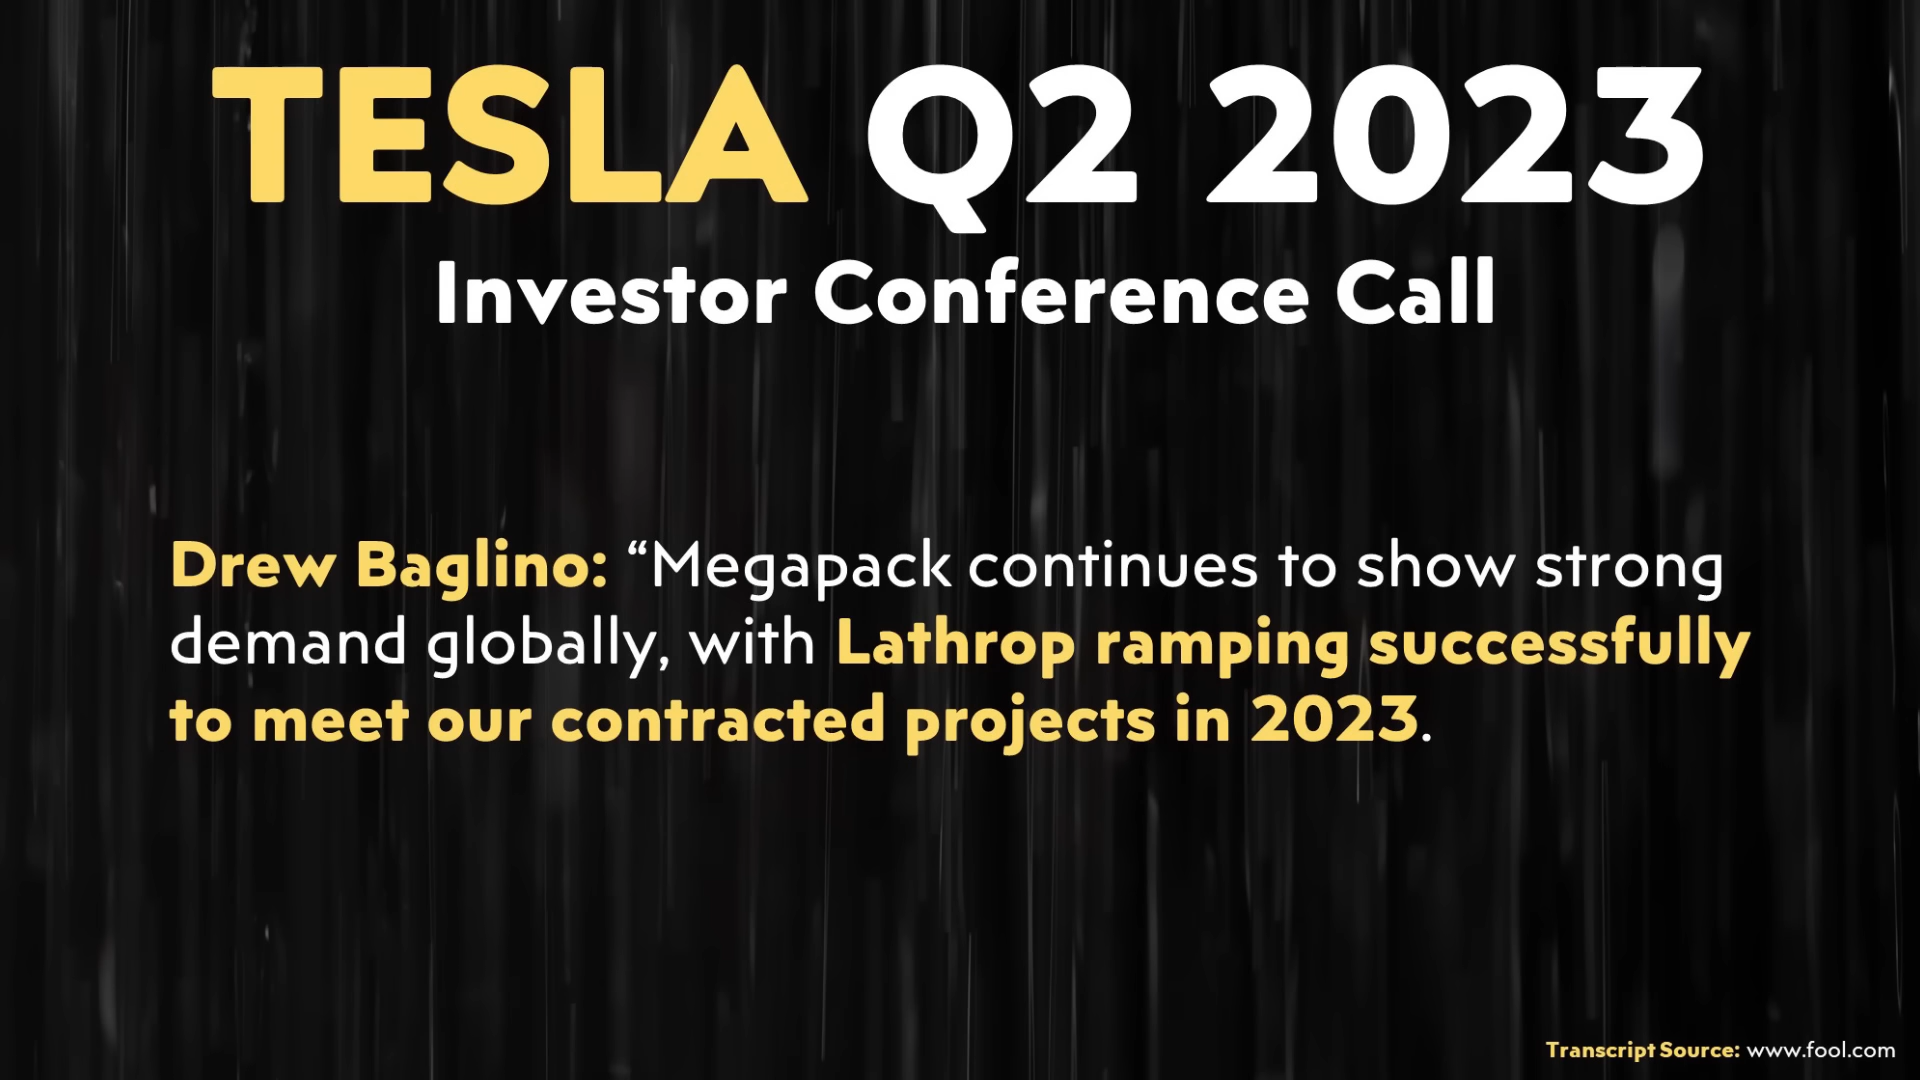 TESLA Q2 2023
Investor Conference Call
Drew Baglino: “Megapack continues to show strong
demand globally, with Lathrop ramping successfully
to meet our contracted projects in 2023.
Transcript Source: www.fool.com